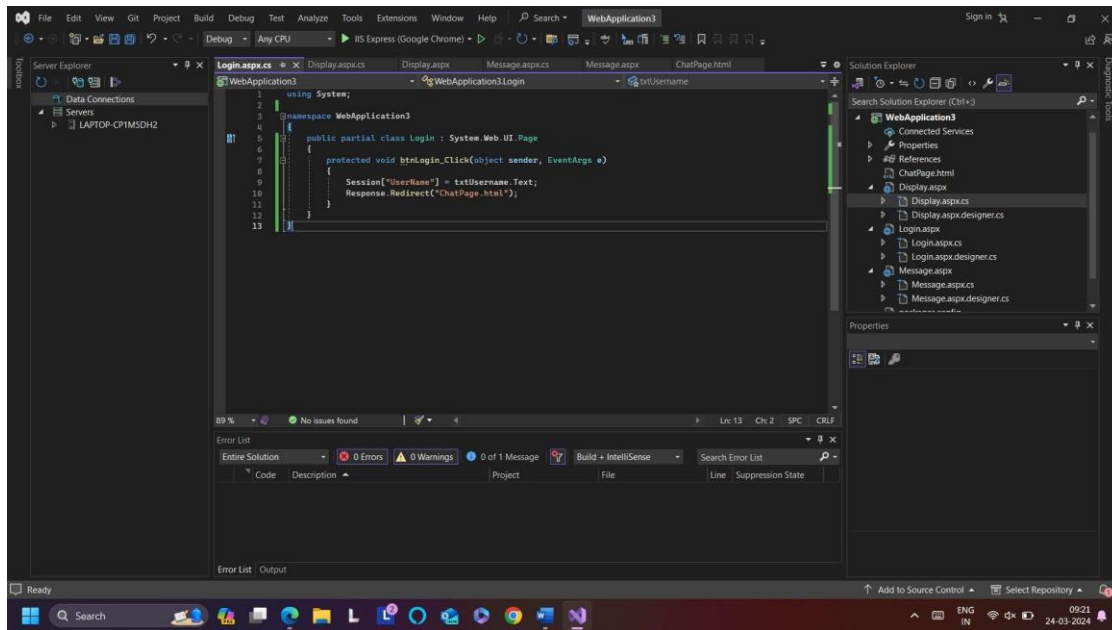 File Edit View Git Project Build Debug Test Analyze Tools Extensions Window Help Search WebApplication3 Sign in
Debug Any CPU IIS Express (Google Chrome)
Toolbox
Server Explorer
Data Connections
Servers
LAPTOP-CP1M5DH2
Login.aspx.cs Display.aspx.cs Display.aspx Message.aspx.cs Message.aspx ChatPage.html
WebApplication3 WebApplication3.Login txtUsername
1 using System;
2
3 namespace WebApplication3
4 {
5 public partial class Login : System.Web.UI.Page
6 {
7 protected void btnLogin_Click(object sender, EventArgs e)
8 {
9 Session["UserName"] = txtUsername.Text;
10 Response.Redirect("ChatPage.html");
11 }
12 }
13 }
89 % No issues found Ln: 13 Ch: 2 SPC CRLF
Error List
Entire Solution 0 Errors 0 Warnings 0 of 1 Message Build + IntelliSense Search Error List
Code Description Project File Line Suppression State
Error List Output
Solution Explorer
Search Solution Explorer (Ctrl+;)
WebApplication3
Connected Services
Properties
References
ChatPage.html
Display.aspx
Display.aspx.cs
Display.aspx.designer.cs
Login.aspx
Login.aspx.cs
Login.aspx.designer.cs
Message.aspx
Message.aspx.cs
Message.aspx.designer.cs
Properties
Diagnostic Tools
Ready Add to Source Control Select Repository
Search ENG 09:21
IN 24-03-2024